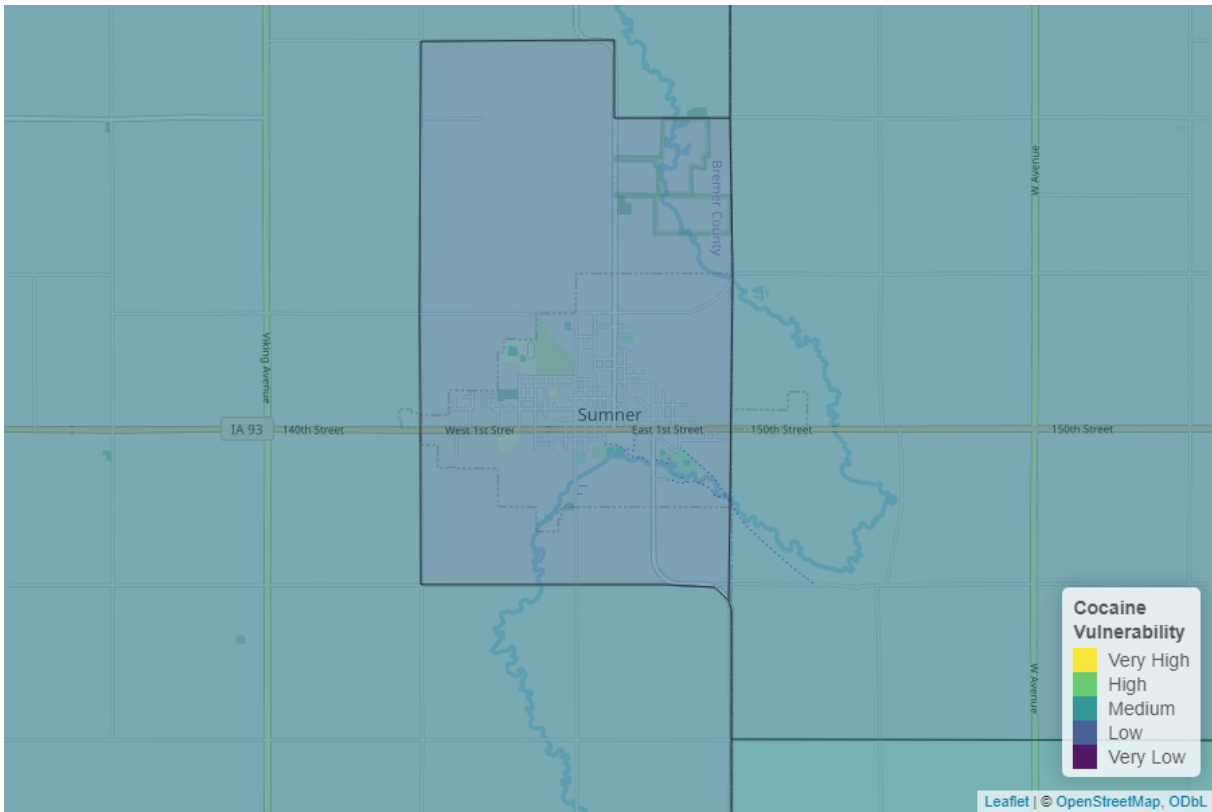 Bremer County
W Avenue
Viking Avenue
Sumner
IA 93
140th Street
West 1st Stre
East 1st Street
150th Street
150th Street
W Avenue
Cocaine
Vulnerability
Very High
High
Medium
Low
Very Low
Leaflet | © OpenStreetMap, ODbL